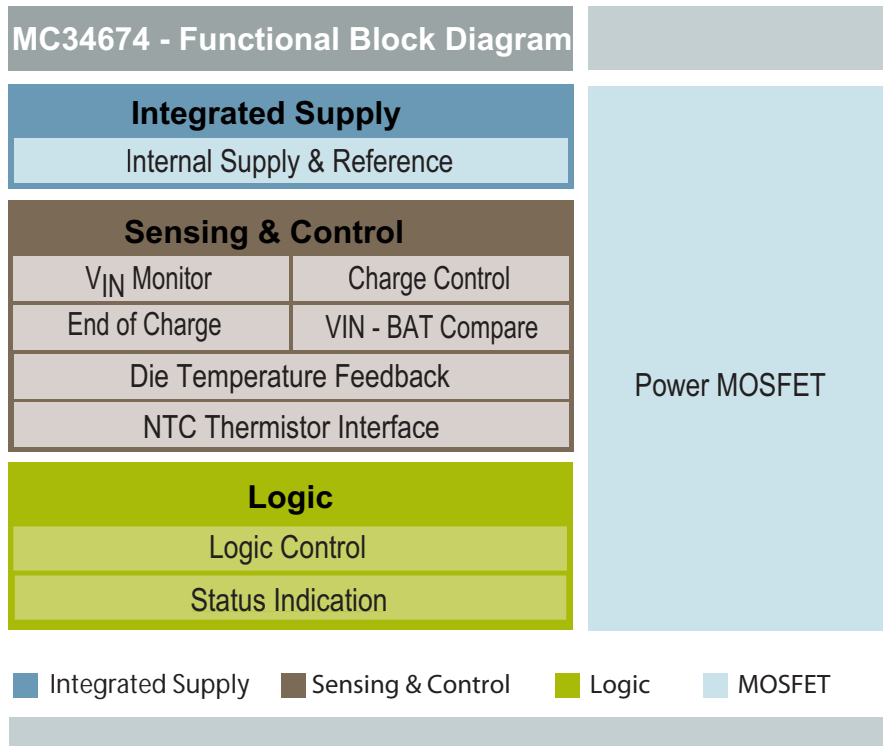 MC34674 - Functional Block Diagram
Integrated Supply
Internal Supply & Reference
Sensing & Control
VIN Monitor
Charge Control
End of Charge
VIN - BAT Compare
Die Temperature Feedback
NTC Thermistor Interface
Logic
Logic Control
Status Indication
Power MOSFET
Integrated Supply
Sensing & Control
Logic
MOSFET